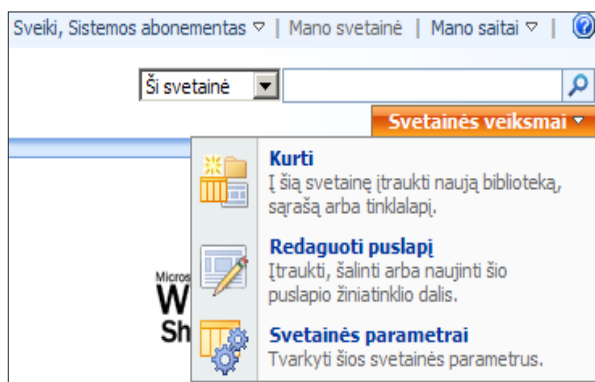 Sveiki, Sistemos abonementas | Mano svetainė | Mano saitai |
Ši svetainė
Svetainės veiksmai
Kurti
Į šią svetainę įtraukti naują biblioteką,
sąrašą arba tinklalapį.
Redaguoti puslapį
Įtraukti, šalinti arba naujinti šio
puslapio žiniatinklio dalis.
Svetainės parametrai
Tvarkyti šios svetainės parametrus.
Micros
W
Sh